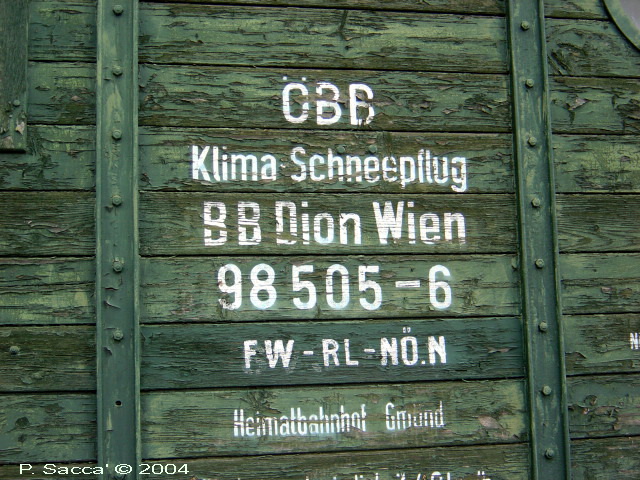 ÖBB
Klima-Schneepflug
BB Dion Wien
98 505-6
FW-RL-NÖ.N
Heimatbahnhof Gmünd
P. Sacca' © 2004